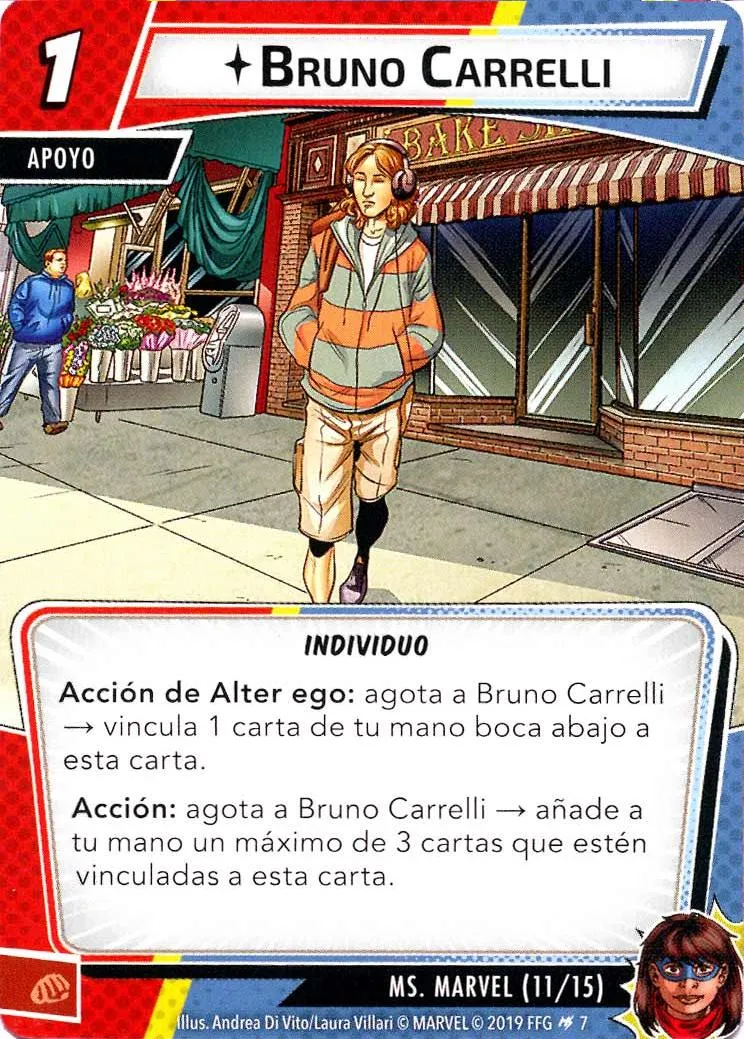 1
BRUNO CARRELLI
APOYO
BAKE
INDIVIDUO
Acción de Alter ego: agota a Bruno Carrelli
→ vincula 1 carta de tu mano boca abajo a
esta carta.
Acción: agota a Bruno Carrelli → añade a
tu mano un máximo de 3 cartas que estén
vinculadas a esta carta.
MS. MARVEL (11/15)
Illus. Andrea Di Vito/Laura Villari © MARVEL © 2019 FFG 7